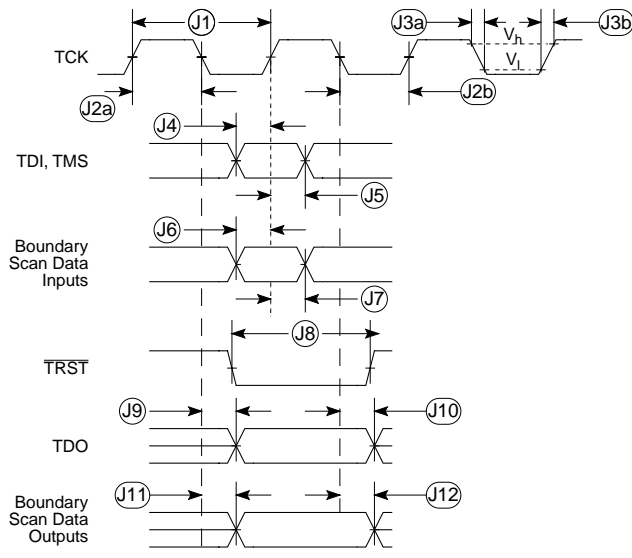 J1
J3a
Vh
J3b
TCK
Vl
J2a
J2b
J4
TDI, TMS
J5
J6
Boundary
Scan Data
Inputs
J7
J8
TRST
J9
J10
TDO
J11
J12
Boundary
Scan Data
Outputs